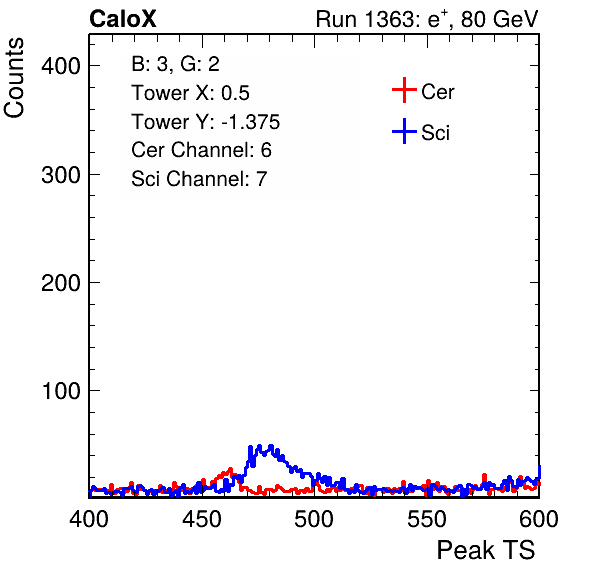 CaloX Run 1363: e⁺, 80 GeV
Counts
400
300
200
100
B: 3, G: 2
Tower X: 0.5
Tower Y: -1.375
Cer Channel: 6
Sci Channel: 7
Cer
Sci
400 450 500 550 600
Peak TS